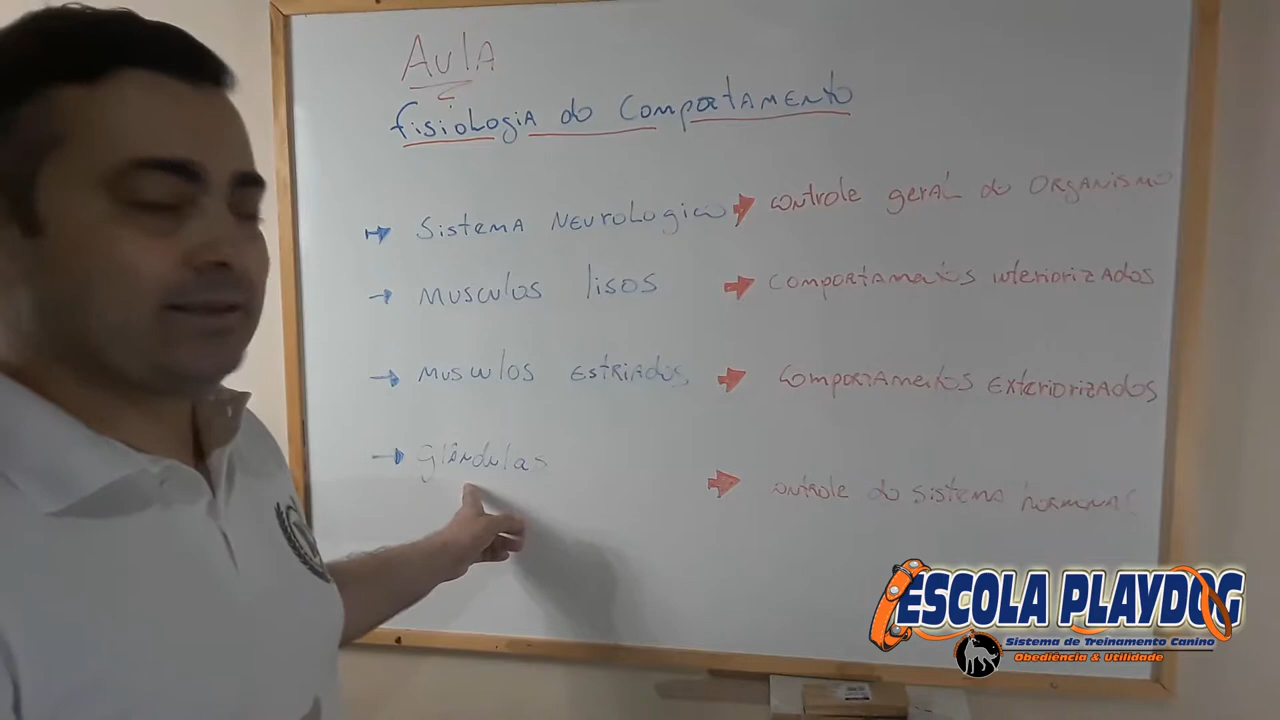 Aula
fisiologia do comportamento
sistema neurologico → controle geral do organismo
→ musculos lisos → comportamentos interiorizados
→ musculos estriados → comportamentos exteriorizados
→ glândulas → ontrole do sistema hormonal
ESCOLA PLAYDOG
Sistema de Treinamento Canino
Obediência & Utilidade